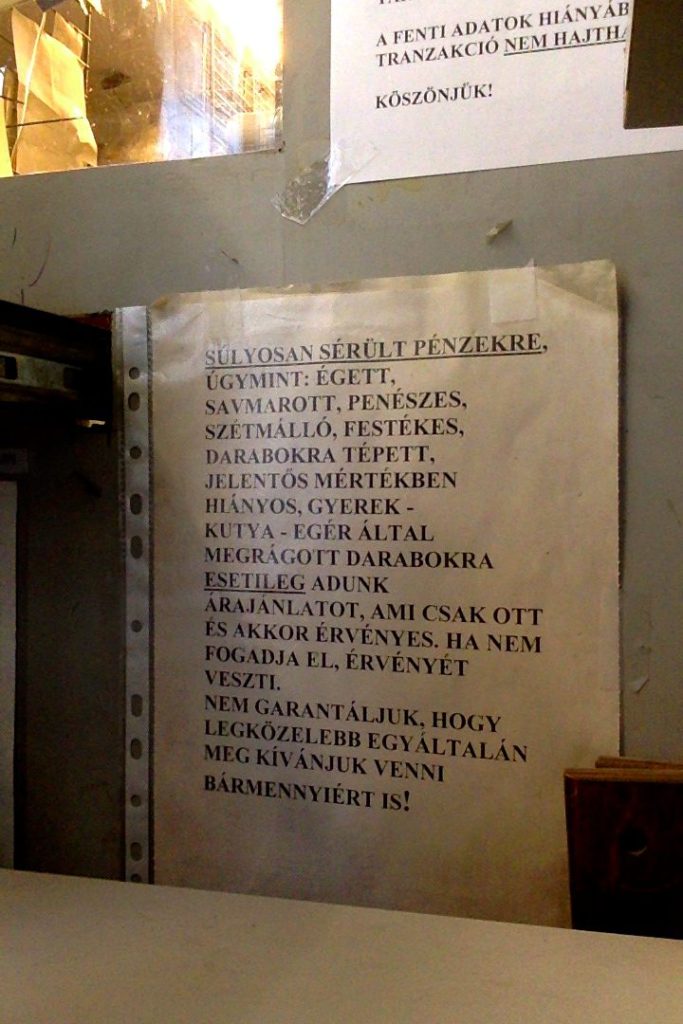 A FENTI ADATOK
TRANZAKCIÓ NEM
KÖSZÖNJÜK!
SÚLYOSAN SÉRÜLT PÉNZEKRE,
ÚGYMINT: ÉGETT,
SAVMAROTT, PENÉSZES,
SZÉTMÁLLÓ, FESTÉKES,
DARABOKRA TÉPETT,
JELENTŐS MÉRTÉKBEN
HIÁNYOS, GYEREK -
KUTYA - EGÉR ÁLTAL
MEGRÁGOTT DARABOKRA
ESETILEG ADUNK
ÁRAJÁNLATOT, AMI CSAK OTT
ÉS AKKOR ÉRVÉNYES. HA NEM
FOGADJA EL, ÉRVÉNYÉT
VESZTI.
NEM GARANTÁLJUK, HOGY
LEGKÖZELEBB EGYÁLTALÁN
MEG KÍVÁNJUK VENNI
BÁRMENNYIÉRT IS!